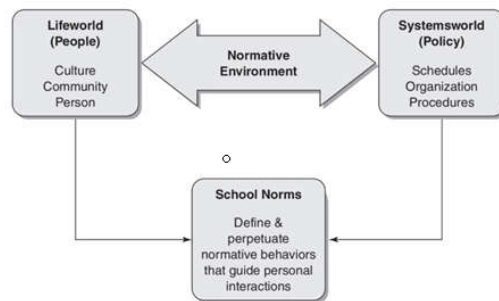 Lifeworld
(People)
Culture
Community
Person
Normative
Environment
Systemsworld
(Policy)
Schedules
Organization
Procedures
School Norms
Define &
perpetuate
normative behaviors
that guide personal
interactions